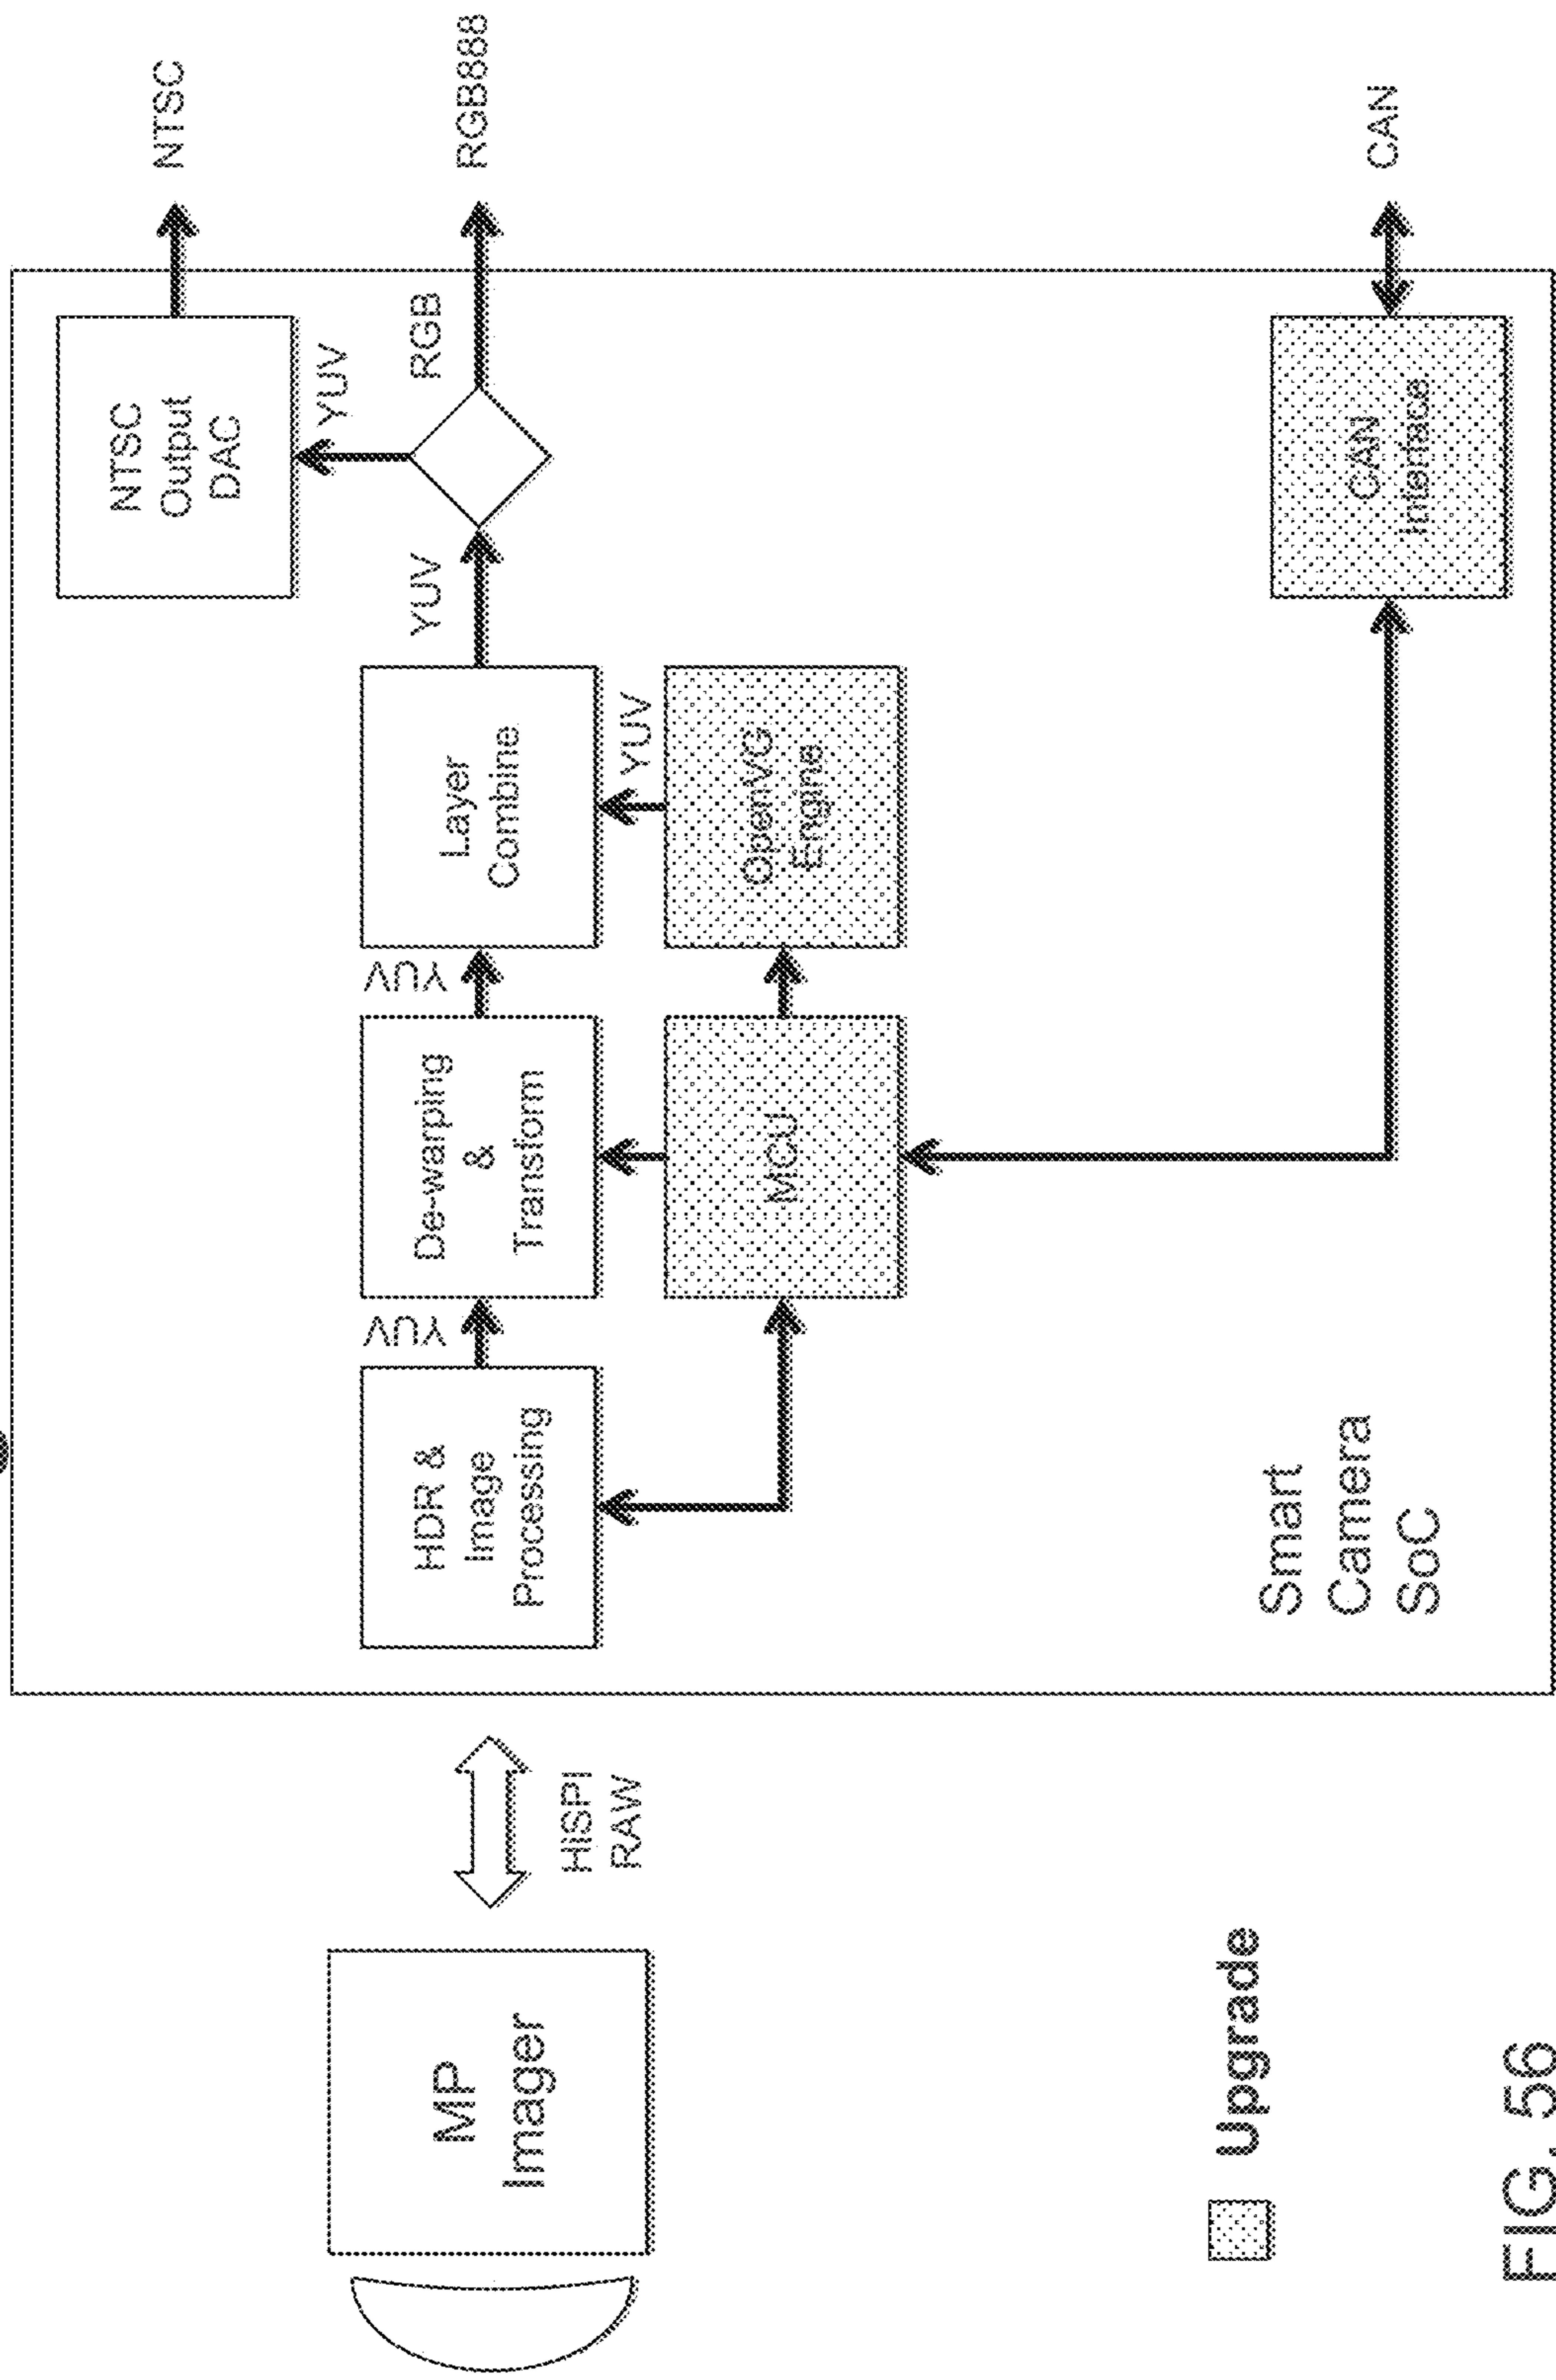 NTSC
RGB888
CAN
NTSC
Output
DAC
YUV
RGB
YUV
Layer
Combine
YUV
OpenVG
Engine
CAN
Interface
YUV
De-warping
&
Transform
MCU
YUV
HDR &
Image
Processing
Smart
Camera
SoC
HISPI
RAW
MP
Imager
Upgrade
FIG. 56